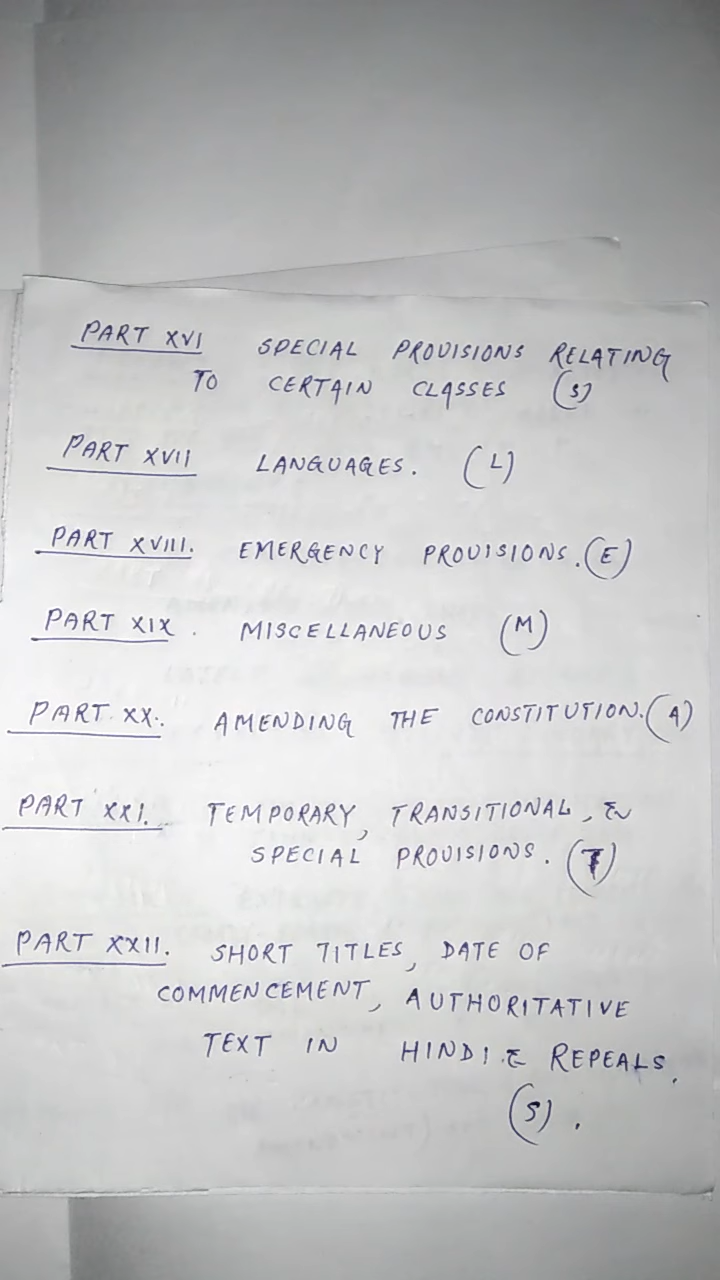 PART XVI SPECIAL PROVISIONS RELATING
TO CERTAIN CLASSES (S)
PART XVII LANGUAGES. (L)
PART XVIII. EMERGENCY PROVISIONS. (E)
PART XIX. MISCELLANEOUS (M)
PART XX. AMENDING THE CONSTITUTION. (A)
PART XXI. TEMPORARY, TRANSITIONAL, &
SPECIAL PROVISIONS. (T)
PART XXII. SHORT TITLES, DATE OF
COMMENCEMENT, AUTHORITATIVE
TEXT IN HINDI & REPEALS.
(S).